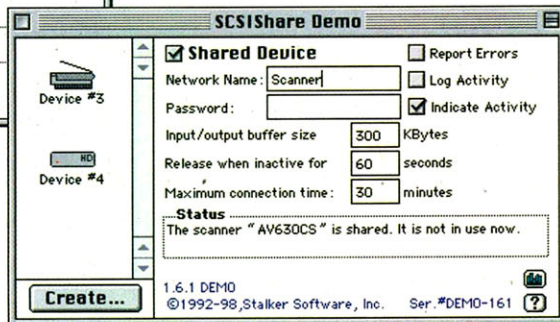 SCSIShare Demo
Device #3
HD
Device #4
Create...
Shared Device
Report Errors
Network Name: Scanner
Log Activity
Password:
Indicate Activity
Input/output buffer size 300 KBytes
Release when inactive for 60 seconds
Maximum connection time: 30 minutes
Status
The scanner "AV630CS" is shared. It is not in use now.
1.6.1 DEMO
©1992-98, Stalker Software, Inc. Ser.#DEMO-161 ?